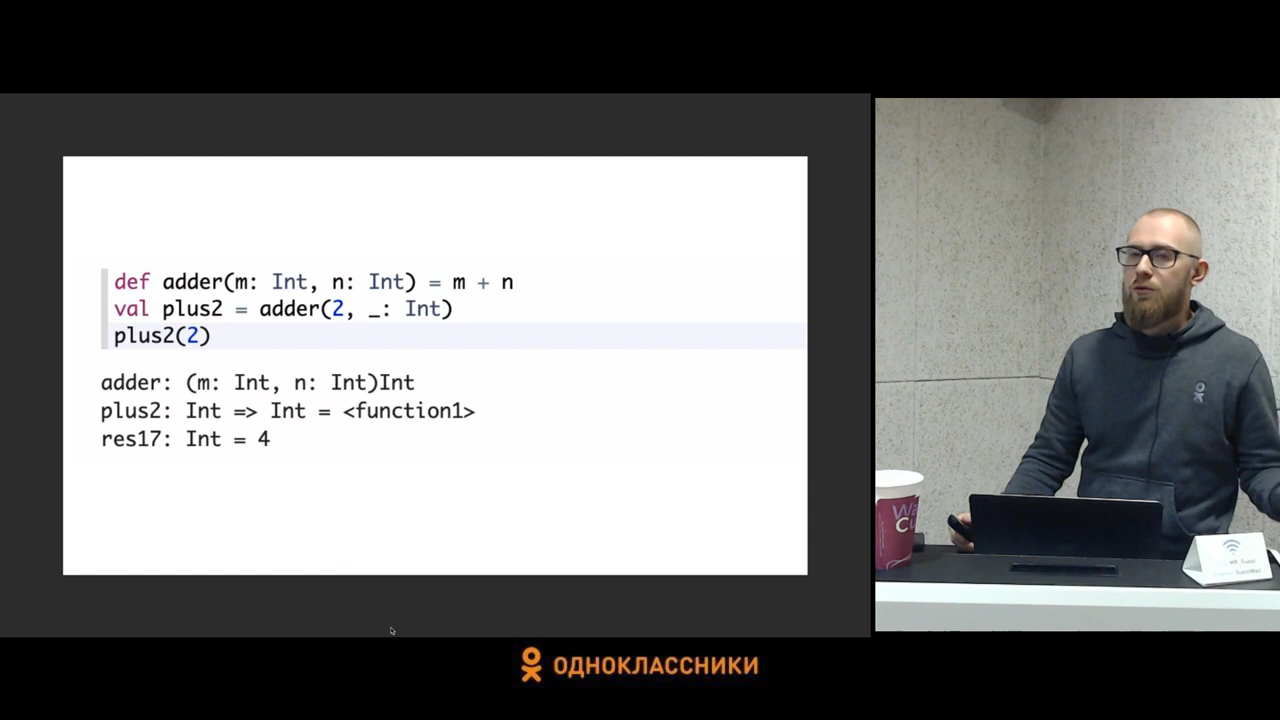 def adder(m: Int, n: Int) = m + n
val plus2 = adder(2, _: Int)
plus2(2)
adder: (m: Int, n: Int)Int
plus2: Int => Int = <function1>
res17: Int = 4
ОДНОКЛАССНИКИ